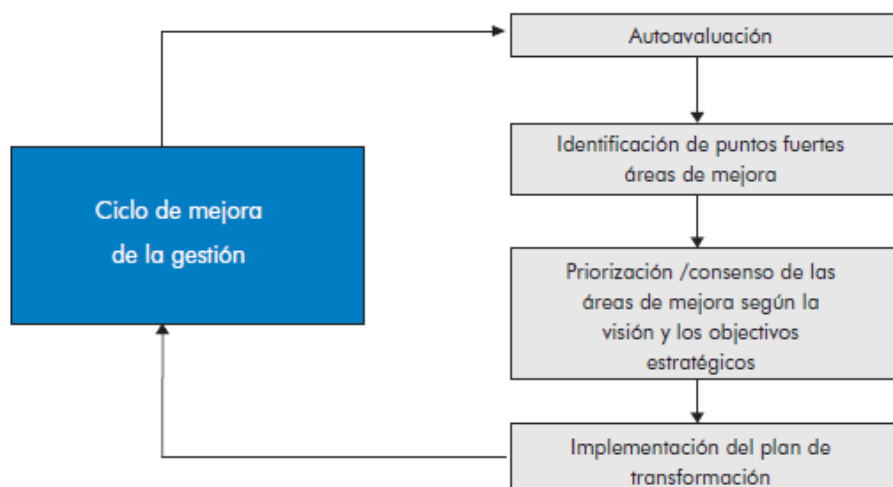 Autoavaluación
Identificación de puntos fuertes
áreas de mejora
Ciclo de mejora
de la gestión
Priorización /consenso de las
áreas de mejora según la
visión y los objectivos
estratégicos
Implementación del plan de
transformación